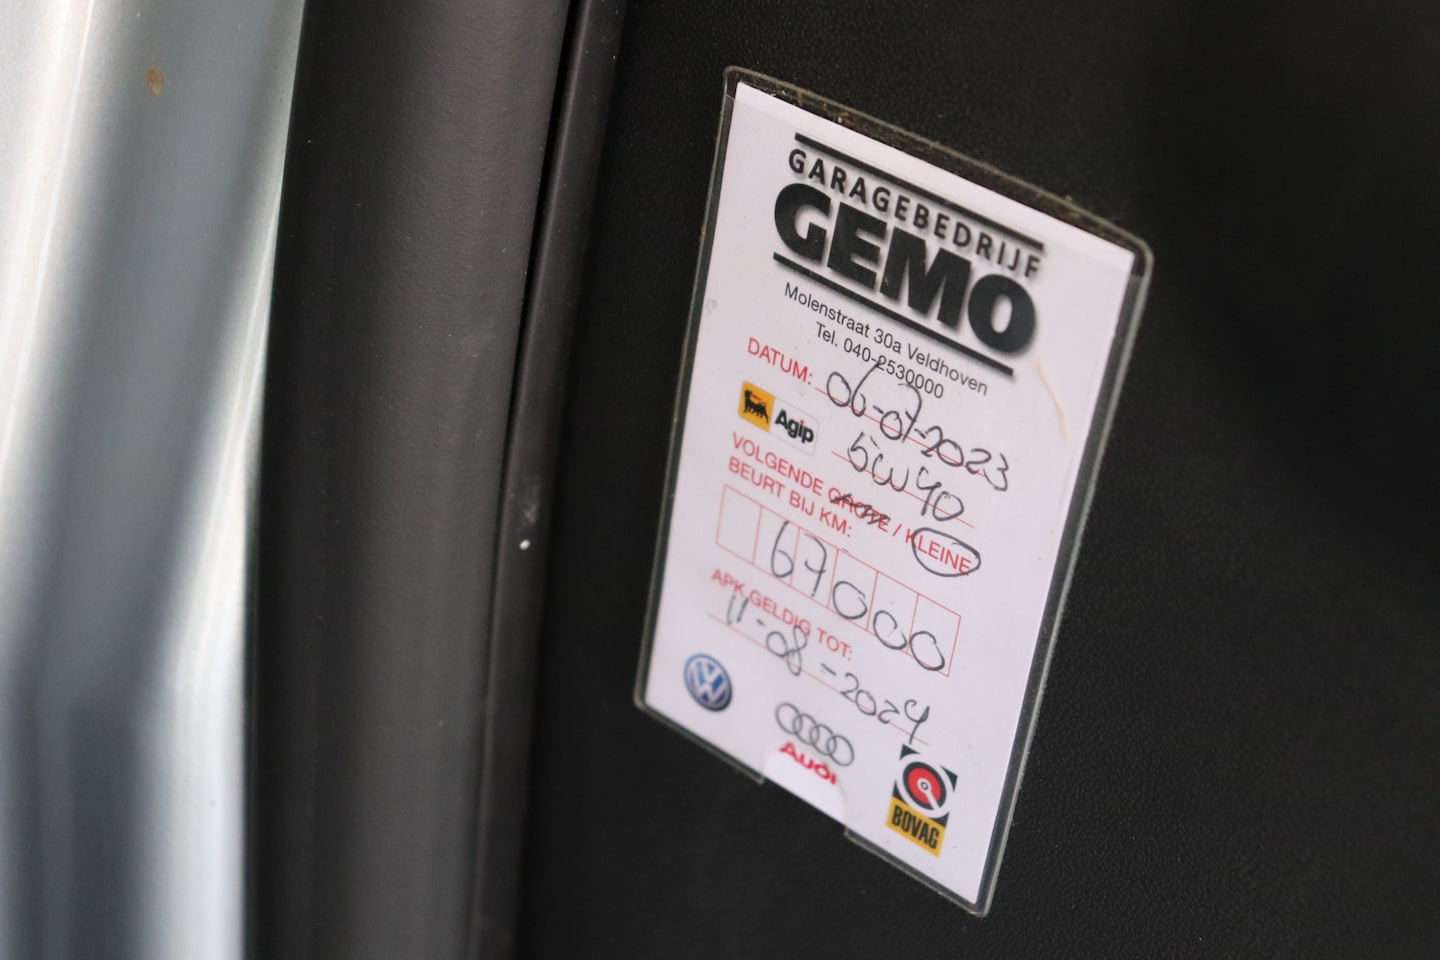 GARAGEBEDRIJF
GEMO
Molenstraat 30a Veldhoven
Tel. 040-2530000
DATUM: 06-07-2023
Agip 5W40
VOLGENDE GROTE / KLEINE
BEURT BIJ KM:
67000
APK GELDIG TOT:
11-08-2024
Audi
BOVAG